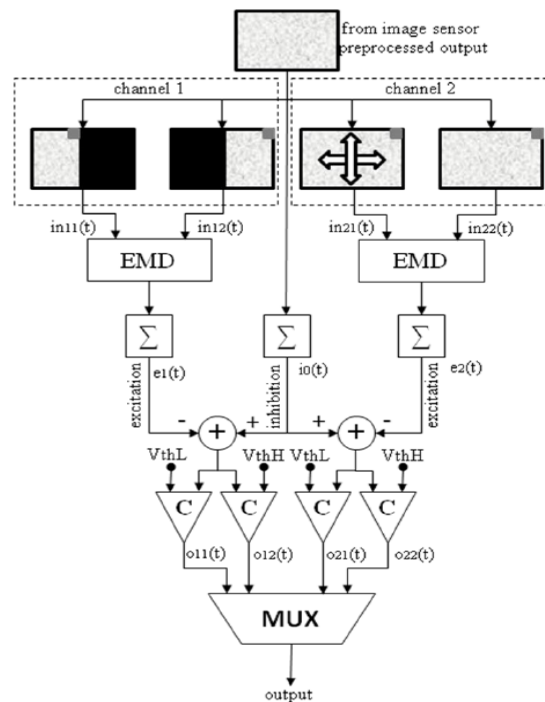 from image sensor
preprocessed output
channel 1
channel 2
in11(t)
in12(t)
in21(t)
in22(t)
EMD
EMD
Σ
Σ
Σ
excitation
e1(t)
inhibition
i0(t)
excitation
e2(t)
-
+
+
+
+
-
VthL
VthH
VthL
VthH
C
C
C
C
o11(t)
o12(t)
o21(t)
o22(t)
MUX
output